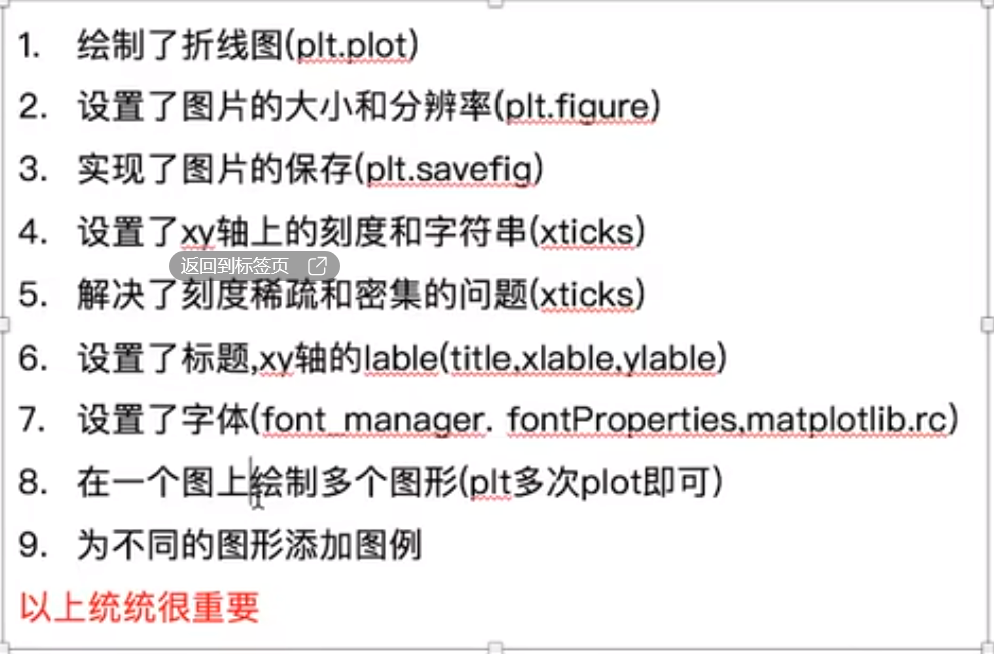 1. 绘制了折线图(plt.plot)
2. 设置了图片的大小和分辨率(plt.figure)
3. 实现了图片的保存(plt.savefig)
4. 设置了xy轴上的刻度和字符串(xticks)
返回到标签页
5. 解决了刻度稀疏和密集的问题(xticks)
6. 设置了标题,xy轴的lable(title,xlable,ylable)
7. 设置了字体(font_manager. fontProperties,matplotlib.rc)
8. 在一个图上绘制多个图形(plt多次plot即可)
9. 为不同的图形添加图例
以上统统很重要